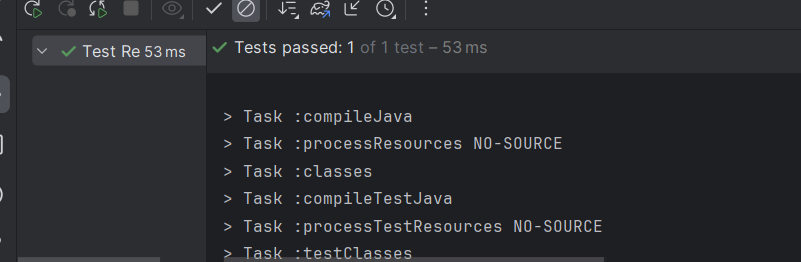 Test Re 53 ms
Tests passed: 1 of 1 test – 53 ms
> Task :compileJava
> Task :processResources NO-SOURCE
> Task :classes
> Task :compileTestJava
> Task :processTestResources NO-SOURCE
> Task :testClasses